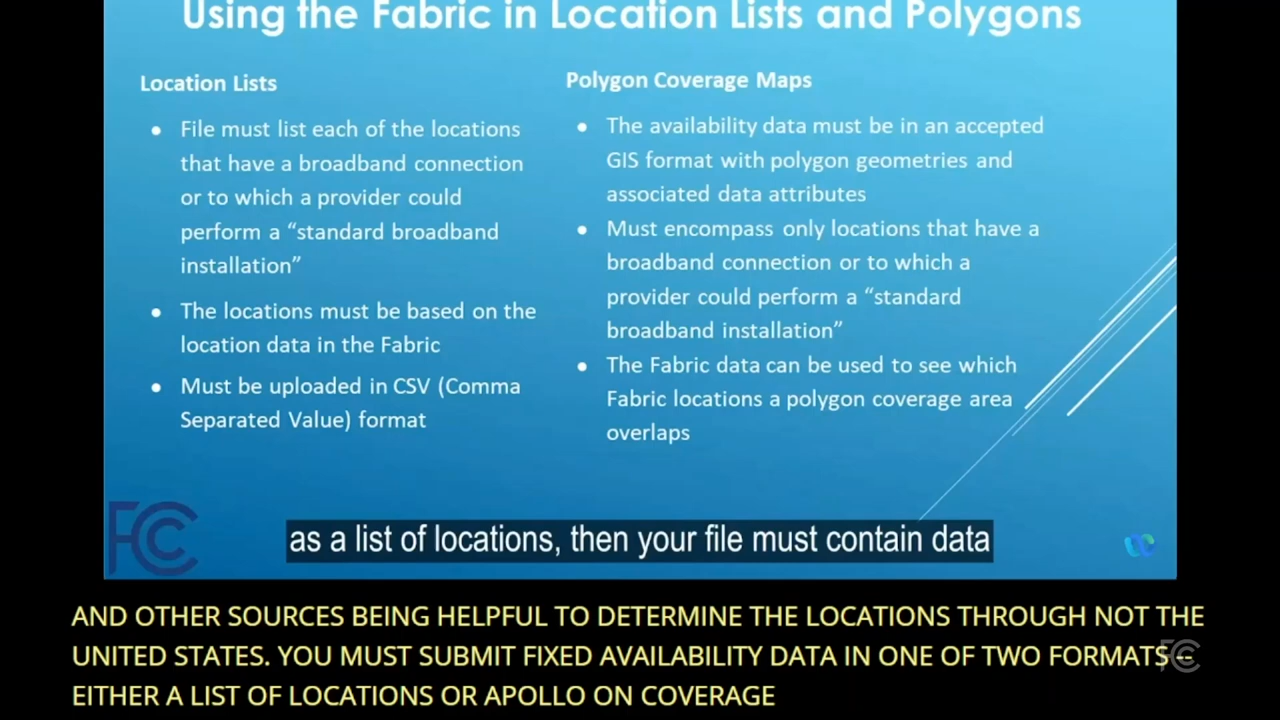 Using the Fabric in Location Lists and Polygons
Location Lists
● File must list each of the locations
that have a broadband connection
or to which a provider could
perform a “standard broadband
installation”
● The locations must be based on the
location data in the Fabric
● Must be uploaded in CSV (Comma
Separated Value) format
Polygon Coverage Maps
● The availability data must be in an accepted
GIS format with polygon geometries and
associated data attributes
● Must encompass only locations that have a
broadband connection or to which a
provider could perform a “standard
broadband installation”
● The Fabric data can be used to see which
Fabric locations a polygon coverage area
overlaps
FCC
as a list of locations, then your file must contain data
AND OTHER SOURCES BEING HELPFUL TO DETERMINE THE LOCATIONS THROUGH NOT THE
UNITED STATES. YOU MUST SUBMIT FIXED AVAILABILITY DATA IN ONE OF TWO FORMATS --
EITHER A LIST OF LOCATIONS OR APOLLO ON COVERAGE
FCC